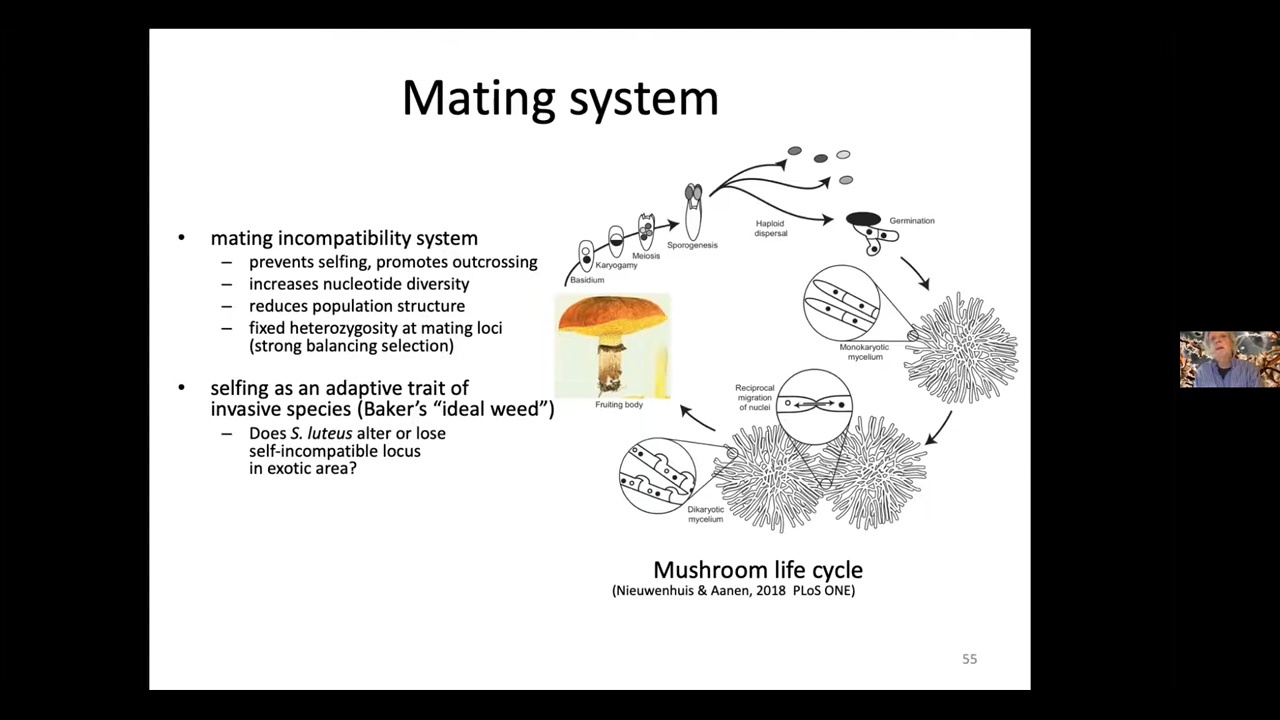 Mating system
• mating incompatibility system
– prevents selfing, promotes outcrossing
– increases nucleotide diversity
– reduces population structure
– fixed heterozygosity at mating loci
(strong balancing selection)
• selfing as an adaptive trait of
invasive species (Baker’s “ideal weed”)
– Does S. luteus alter or lose
self-incompatible locus
in exotic area?
Basidium
Karyogamy
Meiosis
Sporogenesis
Haploid
dispersal
Germination
Monokaryotic
mycelium
Reciprocal
migration
of nuclei
Dikaryotic
mycelium
Fruiting body
Mushroom life cycle
(Nieuwenhuis & Aanen, 2018 PLoS ONE)
55